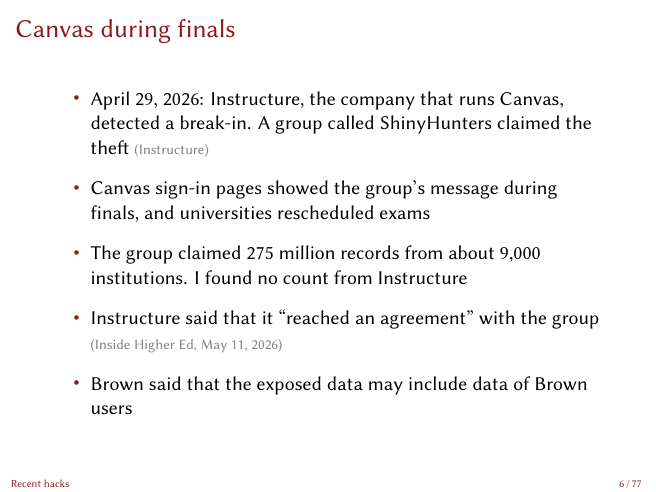 Canvas during finals
• April 29, 2026: Instructure, the company that runs Canvas,
detected a break-in. A group called ShinyHunters claimed the
theft (Instructure)
• Canvas sign-in pages showed the group’s message during
finals, and universities rescheduled exams
• The group claimed 275 million records from about 9,000
institutions. I found no count from Instructure
• Instructure said that it “reached an agreement” with the group
(Inside Higher Ed, May 11, 2026)
• Brown said that the exposed data may include data of Brown
users
Recent hacks
6 / 77